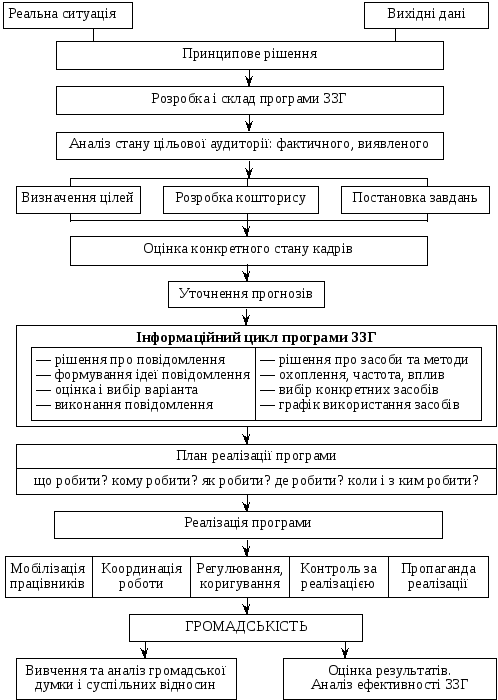 Реальна ситуація
Вихідні дані
Принципове рішення
Розробка і склад програми ЗЗГ
Аналіз стану цільової аудиторії: фактичного, виявленого
Визначення цілей
Розробка кошторису
Постановка завдань
Оцінка конкретного стану кадрів
Уточнення прогнозів
Інформаційний цикл програми ЗЗГ
— рішення про повідомлення
— формування ідеї повідомлення
— оцінка і вибір варіанта
— виконання повідомлення
— рішення про засоби та методи
— охоплення, частота, вплив
— вибір конкретних засобів
— графік використання засобів
План реалізації програми
що робити? кому робити? як робити? де робити? коли і з ким робити?
Реалізація програми
Мобілізація
працівників
Координація
роботи
Регулювання,
коригування
Контроль за
реалізацією
Пропаганда
реалізації
ГРОМАДСЬКІСТЬ
Вивчення та аналіз громадської
думки і суспільних відносин
Оцінка результатів.
Аналіз ефективності ЗЗГ